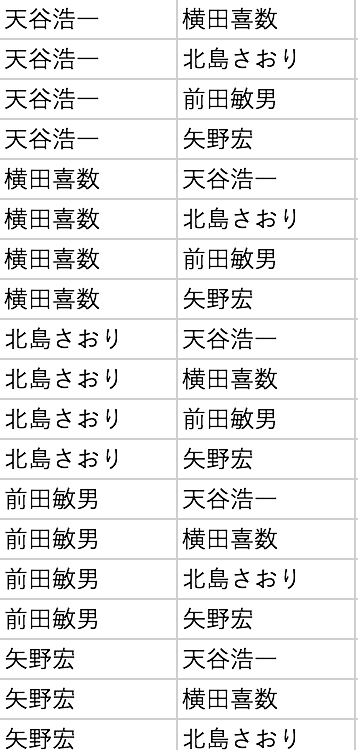 天谷浩一 横田喜数
天谷浩一 北島さおり
天谷浩一 前田敏男
天谷浩一 矢野宏
横田喜数 天谷浩一
横田喜数 北島さおり
横田喜数 前田敏男
横田喜数 矢野宏
北島さおり 天谷浩一
北島さおり 横田喜数
北島さおり 前田敏男
北島さおり 矢野宏
前田敏男 天谷浩一
前田敏男 横田喜数
前田敏男 北島さおり
前田敏男 矢野宏
矢野宏 天谷浩一
矢野宏 横田喜数
矢野宏 北島さおり